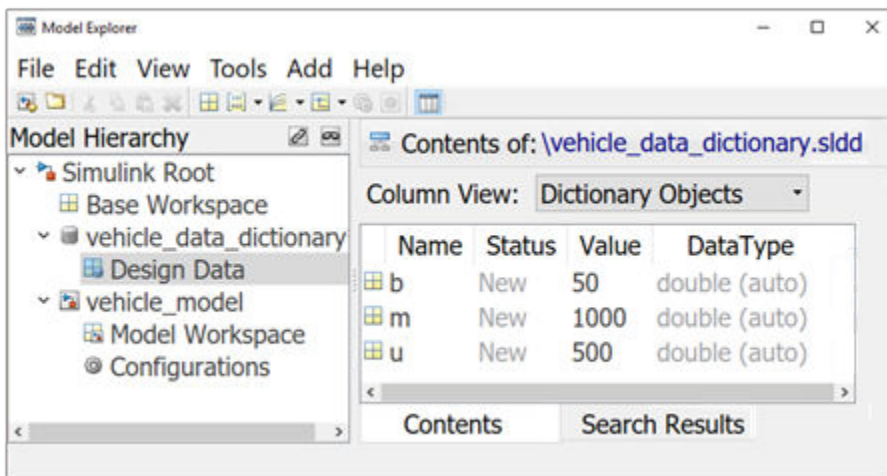 Model Explorer
File Edit View Tools Add Help
Model Hierarchy
Simulink Root
Base Workspace
vehicle_data_dictionary
Design Data
vehicle_model
Model Workspace
Configurations
Contents of: \vehicle_data_dictionary.sldd
Column View: Dictionary Objects
Name Status Value DataType
b New 50 double (auto)
m New 1000 double (auto)
u New 500 double (auto)
Contents Search Results